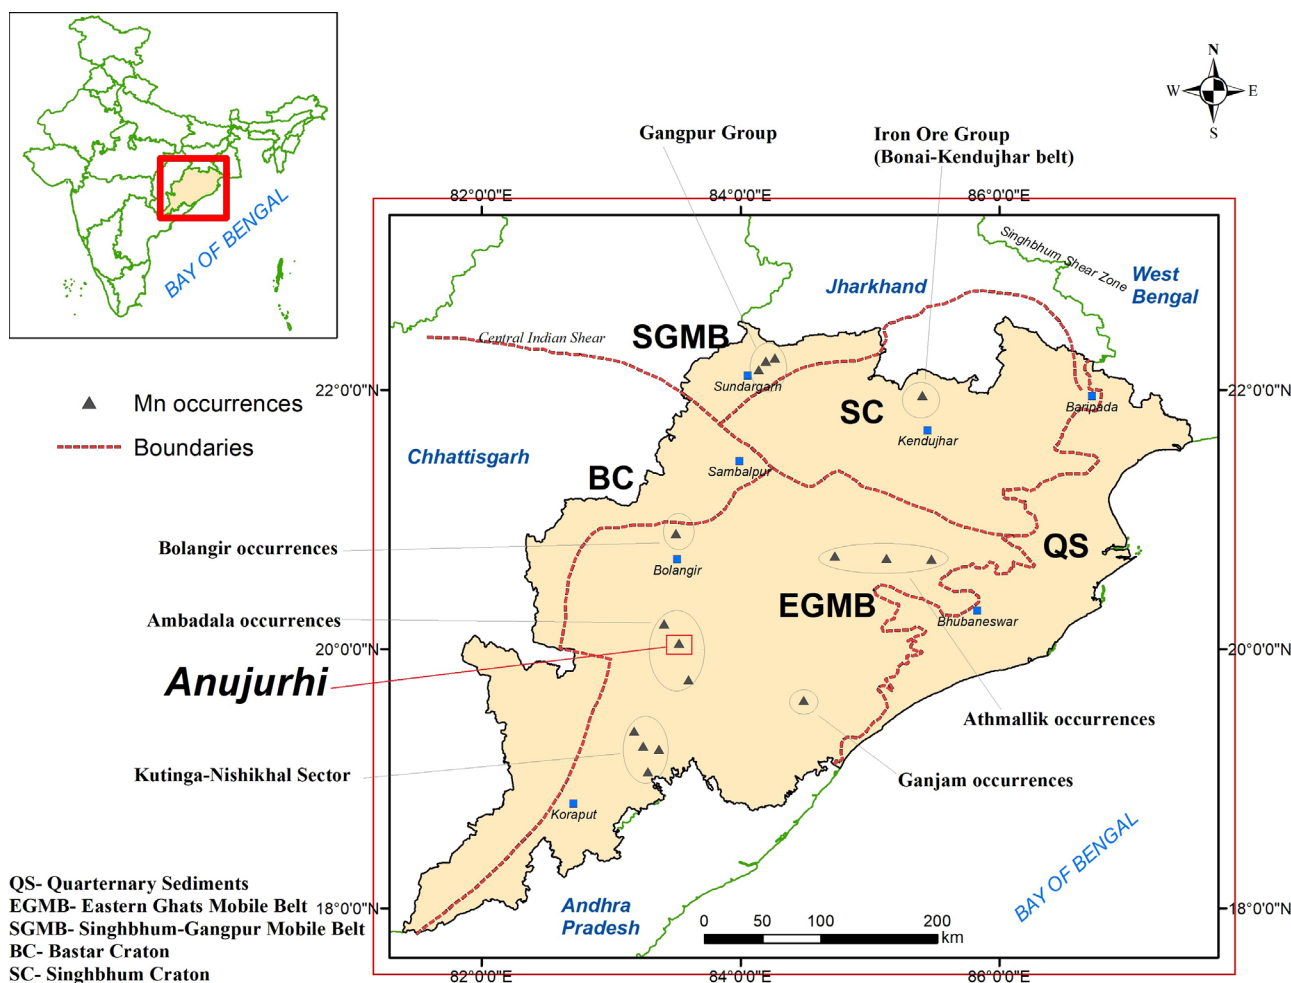 BAY OF BENGAL
N
W
E
S
Gangpur Group
Iron Ore Group
(Bonai-Kendujhar belt)
82°0'0"E
84°0'0"E
86°0'0"E
Singhbhum Shear Zone
West
Bengal
Jharkhand
Central Indian Shear
SGMB
Mn occurrences
Boundaries
22°0'0"N
22°0'0"N
Sundargarh
SC
Baripada
Kendujhar
Chhattisgarh
BC
Sambalpur
Bolangir occurrences
QS
Bolangir
EGMB
Ambadala occurrences
Bhubaneswar
20°0'0"N
20°0'0"N
Anujurhi
Athmallik occurrences
Kutinga-Nishikhal Sector
Ganjam occurrences
Koraput
BAY OF BENGAL
QS- Quarternary Sediments
EGMB- Eastern Ghats Mobile Belt
SGMB- Singhbhum-Gangpur Mobile Belt
BC- Bastar Craton
SC- Singhbhum Craton
18°0'0"N
18°0'0"N
Andhra
Pradesh
0 50 100 200
km
82°0'0"E
84°0'0"E
86°0'0"E